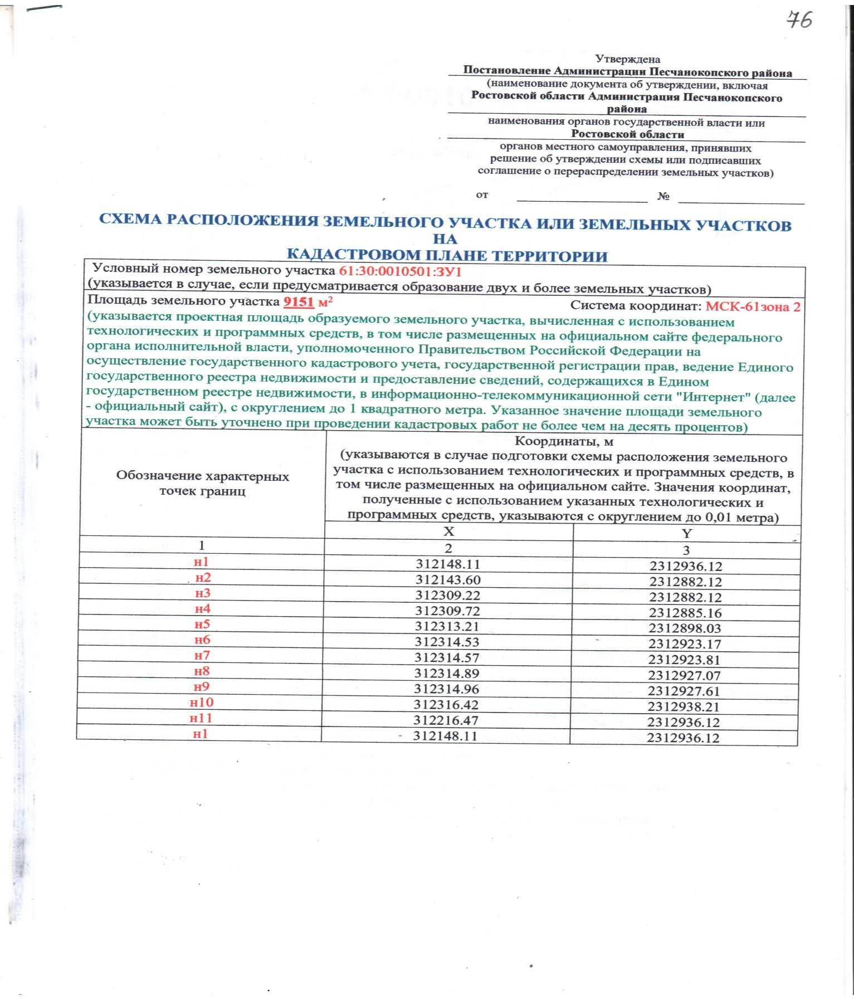 76
Утверждена
Постановление Администрации Песчанокопского района
(наименование документа об утверждении, включая
Ростовской области Администрация Песчанокопского
района
наименования органов государственной власти или
Ростовской области
органов местного самоуправления, принявших
решение об утверждении схемы или подписавших
соглашение о перераспределении земельных участков)
от №
СХЕМА РАСПОЛОЖЕНИЯ ЗЕМЕЛЬНОГО УЧАСТКА ИЛИ ЗЕМЕЛЬНЫХ УЧАСТКОВ
НА
КАДАСТРОВОМ ПЛАНЕ ТЕРРИТОРИИ
Условный номер земельного участка 61:30:0010501:ЗУ1
(указывается в случае, если предусматривается образование двух и более земельных участков)
Площадь земельного участка 9151 м² Система координат: МСК-61зона 2
(указывается проектная площадь образуемого земельного участка, вычисленная с использованием
технологических и программных средств, в том числе размещенных на официальном сайте федерального
органа исполнительной власти, уполномоченного Правительством Российской Федерации на
осуществление государственного кадастрового учета, государственной регистрации прав, ведение Единого
государственного реестра недвижимости и предоставление сведений, содержащихся в Едином
государственном реестре недвижимости, в информационно-телекоммуникационной сети "Интернет" (далее
- официальный сайт), с округлением до 1 квадратного метра. Указанное значение площади земельного
участка может быть уточнено при проведении кадастровых работ не более чем на десять процентов)
Обозначение характерных
точек границ
Координаты, м
(указываются в случае подготовки схемы расположения земельного
участка с использованием технологических и программных средств, в
том числе размещенных на официальном сайте. Значения координат,
полученные с использованием указанных технологических и
программных средств, указываются с округлением до 0,01 метра)
X Y
1 2 3
н1 312148.11 2312936.12
н2 312143.60 2312882.12
н3 312309.22 2312882.12
н4 312309.72 2312885.16
н5 312313.21 2312898.03
н6 312314.53 2312923.17
н7 312314.57 2312923.81
н8 312314.89 2312927.07
н9 312314.96 2312927.61
н10 312316.42 2312938.21
н11 312216.47 2312936.12
н1 312148.11 2312936.12